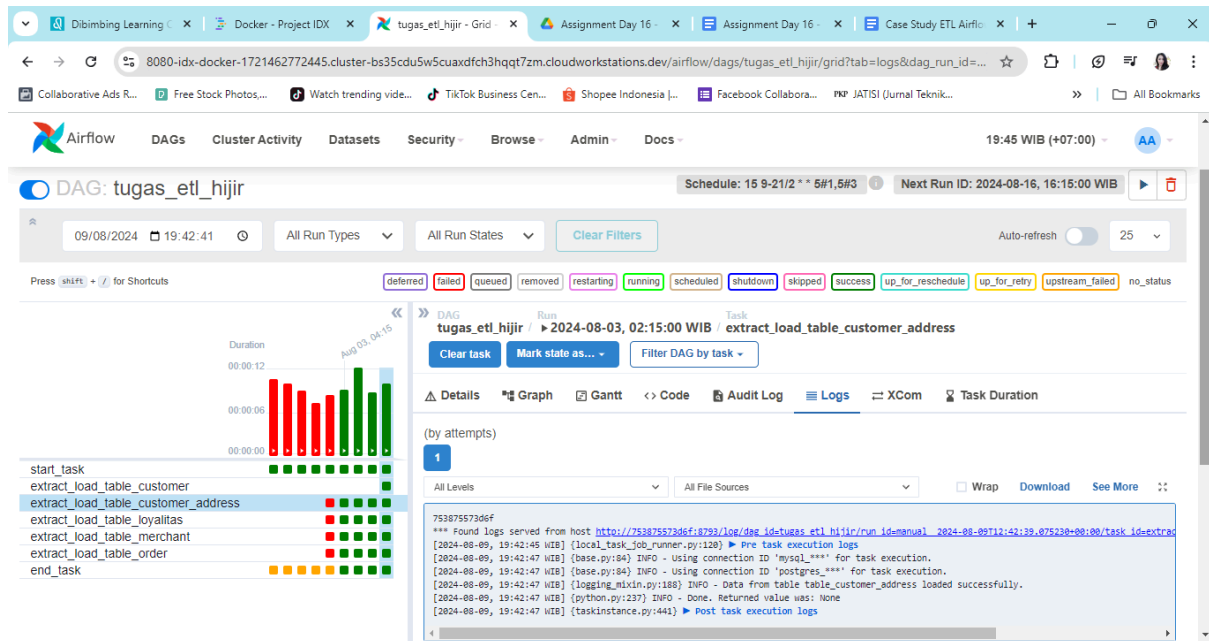 Dibimbing Learning C
Docker - Project IDX
tugas_etl_hijir - Grid -
Assignment Day 16 -
Assignment Day 16 -
Case Study ETL Airflo
8080-idx-docker-1721462772445.cluster-bs35cdu5w5cuaxdfch3hqqt7zm.cloudworkstations.dev/airflow/dags/tugas_etl_hijir/grid?tab=logs&dag_run_id=...
Collaborative Ads R...
Free Stock Photos,...
Watch trending vide...
TikTok Business Cen...
Shopee Indonesia |...
Facebook Collabora...
PKP JATISI (Jurnal Teknik...
»
All Bookmarks
Airflow
DAGs
Cluster Activity
Datasets
Security
Browse
Admin
Docs
19:45 WIB (+07:00)
AA
DAG: tugas_etl_hijir
Schedule: 15 9-21/2 * * 5#1,5#3
Next Run ID: 2024-08-16, 16:15:00 WIB
09/08/2024 19:42:41
All Run Types
All Run States
Clear Filters
Auto-refresh
25
Press shift + / for Shortcuts
deferred failed queued removed restarting running scheduled shutdown skipped success up_for_reschedule up_for_retry upstream_failed no_status
Duration
Aug 03, 04:15
00:00:12
00:00:06
00:00:00
start_task
extract_load_table_customer
extract_load_table_customer_address
extract_load_table_loyalitas
extract_load_table_merchant
extract_load_table_order
end_task
DAG
Run
Task
tugas_etl_hijir / 2024-08-03, 02:15:00 WIB / extract_load_table_customer_address
Clear task
Mark state as...
Filter DAG by task
Details
Graph
Gantt
Code
Audit Log
Logs
XCom
Task Duration
(by attempts)
1
All Levels
All File Sources
Wrap
Download
See More
753875573d6f
*** Found logs served from host http://753875573d6f:8793/log/dag_id=tugas_etl_hijir/run_id=manual__2024-08-09T12:42:39.075230+00:00/task_id=extrac
[2024-08-09, 19:42:45 WIB] {local_task_job_runner.py:120} ▶ Pre task execution logs
[2024-08-09, 19:42:47 WIB] {base.py:84} INFO - Using connection ID 'mysql_***' for task execution.
[2024-08-09, 19:42:47 WIB] {base.py:84} INFO - Using connection ID 'postgres_***' for task execution.
[2024-08-09, 19:42:47 WIB] {logging_mixin.py:188} INFO - Data from table table_customer_address loaded successfully.
[2024-08-09, 19:42:47 WIB] {python.py:237} INFO - Done. Returned value was: None
[2024-08-09, 19:42:47 WIB] {taskinstance.py:441} ▶ Post task execution logs